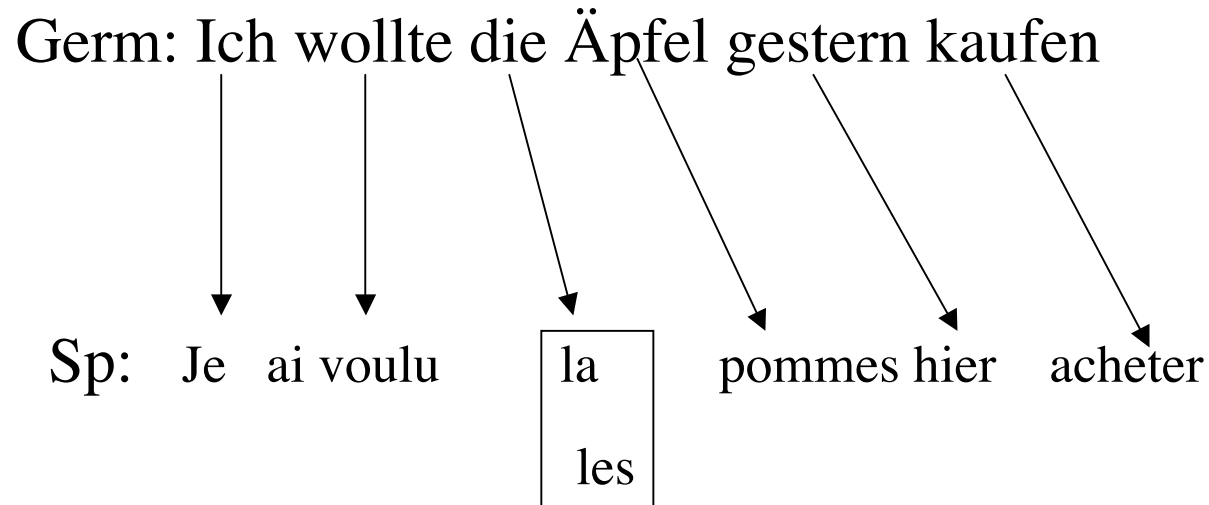 Germ: Ich wollte die Äpfel gestern kaufen
Sp: Je ai voulu la pommes hier acheter
les